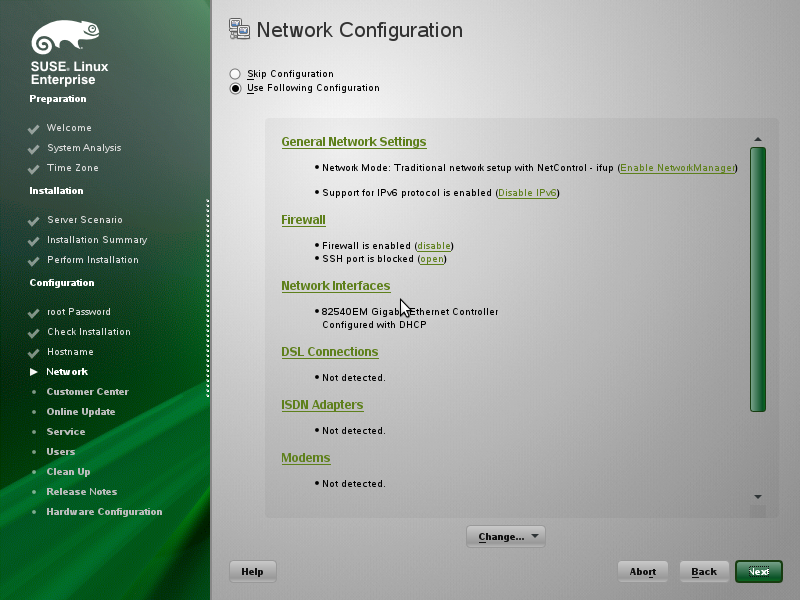 SUSE. Linux
Enterprise
Preparation
Welcome
System Analysis
Time Zone
Installation
Server Scenario
Installation Summary
Perform Installation
Configuration
root Password
Check Installation
Hostname
Network
Customer Center
Online Update
Service
Users
Clean Up
Release Notes
Hardware Configuration
Network Configuration
Skip Configuration
Use Following Configuration
General Network Settings
• Network Mode: Traditional network setup with NetControl - ifup (Enable NetworkManager)
• Support for IPv6 protocol is enabled (Disable IPv6)
Firewall
• Firewall is enabled (disable)
• SSH port is blocked (open)
Network Interfaces
• 82540EM Gigabit Ethernet Controller
Configured with DHCP
DSL Connections
• Not detected.
ISDN Adapters
• Not detected.
Modems
• Not detected.
Change...
Help
Abort
Back
Next